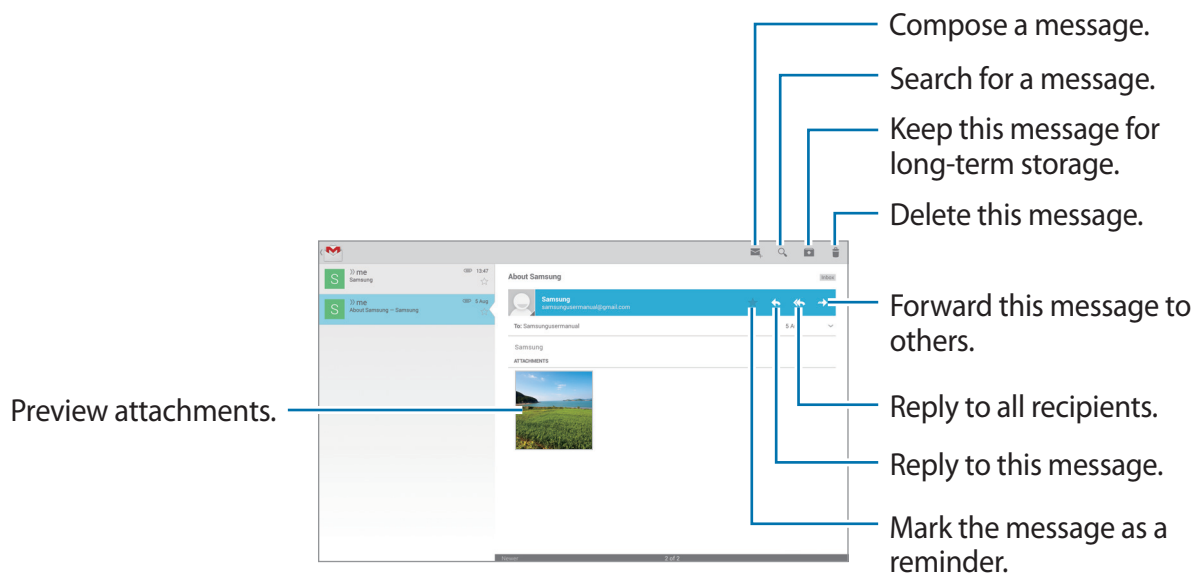 Compose a message.
Search for a message.
Keep this message for
long-term storage.
Delete this message.
me
13:47
S
Samsung
me
5 Aug
S
About Samsung – Samsung
About Samsung
Inbox
Samsung
samsungusermanual@gmail.com
To: Samsungusermanual
5 A
Samsung
ATTACHMENTS
Newer
2 of 2
Preview attachments.
Forward this message to
others.
Reply to all recipients.
Reply to this message.
Mark the message as a
reminder.